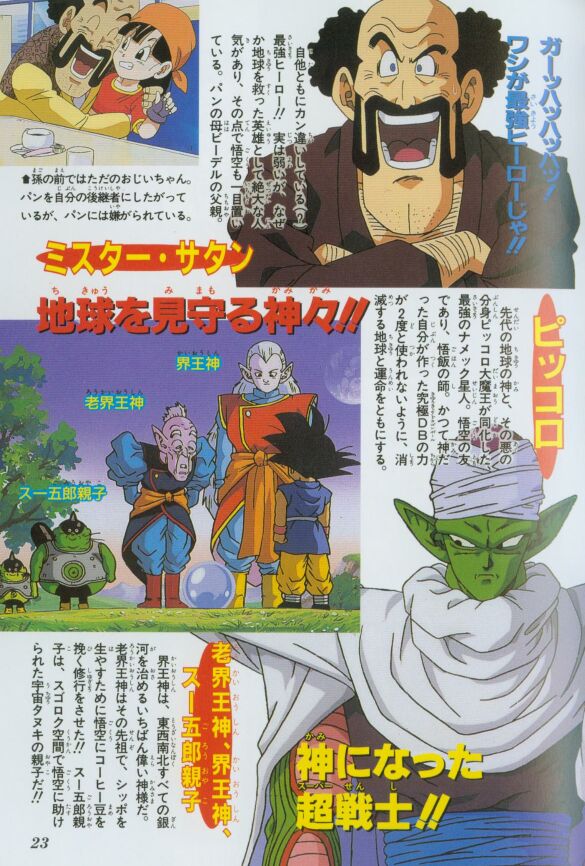 ガーッハッハッハッ！
ワシが最強ヒーローじゃ!!
自他ともにカン違いしている（？）
最強ヒーロー!! 実は弱いが、なぜ
か地球を救った英雄として絶大な人
気があり、その点で悟空も一目置い
ている。パンの母ビーデルの父親。
⬆孫の前ではただのおじいちゃん。
パンを自分の後継者にしたがって
いるが、パンには嫌がられている。
ミスター・サタン
地球を見守る神々!!
界王神
老界王神
スー五郎親子
ピッコロ
先代の地球の神と、その悪の
分身ピッコロ大魔王が同化した、
最強のナメック星人。悟空の友
であり、悟飯の師。かつて神だ
った自分が作った究極DBの力
が2度と使われないように、消
滅する地球と運命をともにする。
老界王神、界王神、
スー五郎親子
界王神は、東西南北すべての銀
河を治めるいちばん偉い神様だ。
老界王神はその先祖で、シッポを
生やすために悟空にコーヒー豆を
挽く修行をさせた!! スー五郎親
子は、スゴロク空間で悟空に助け
られた宇宙タヌキの親子だ!!
神になった
超戦士!!
23